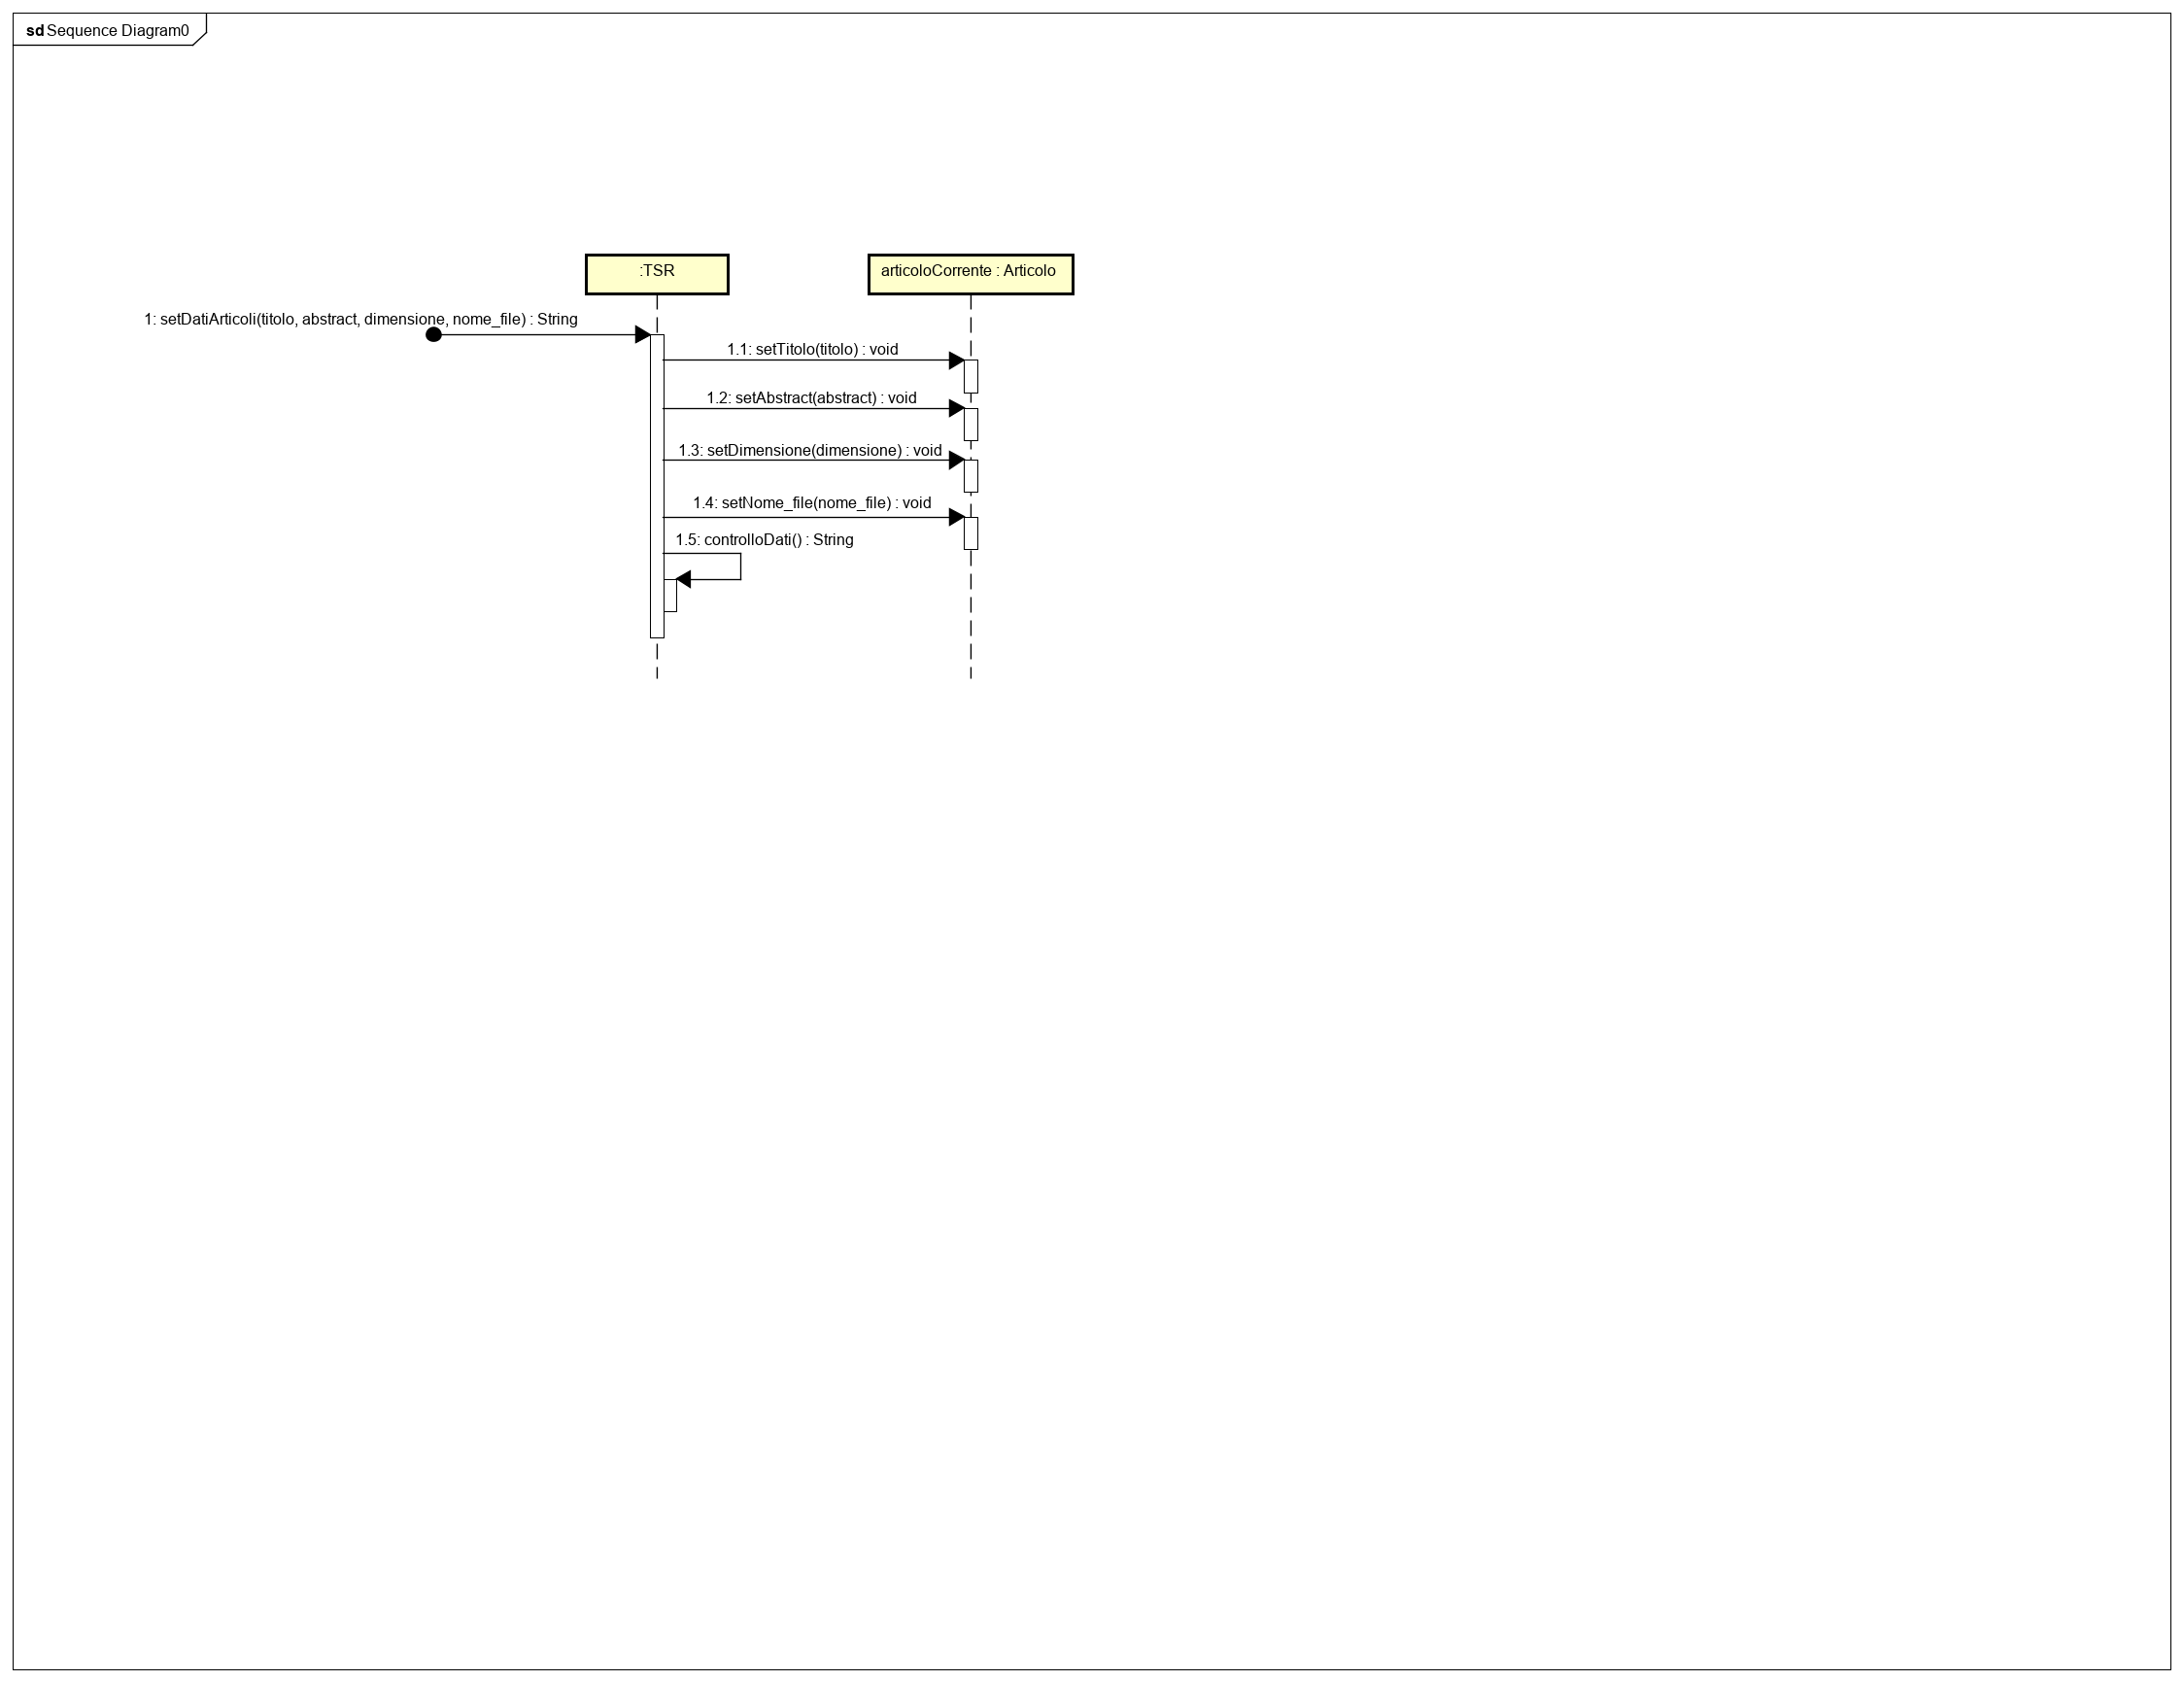 sd Sequence Diagram0
:TSR
articoloCorrente : Articolo
1: setDatiArticoli(titolo, abstract, dimensione, nome_file) : String
1.1: setTitolo(titolo) : void
1.2: setAbstract(abstract) : void
1.3: setDimensione(dimensione) : void
1.4: setNome_file(nome_file) : void
1.5: controlloDati() : String